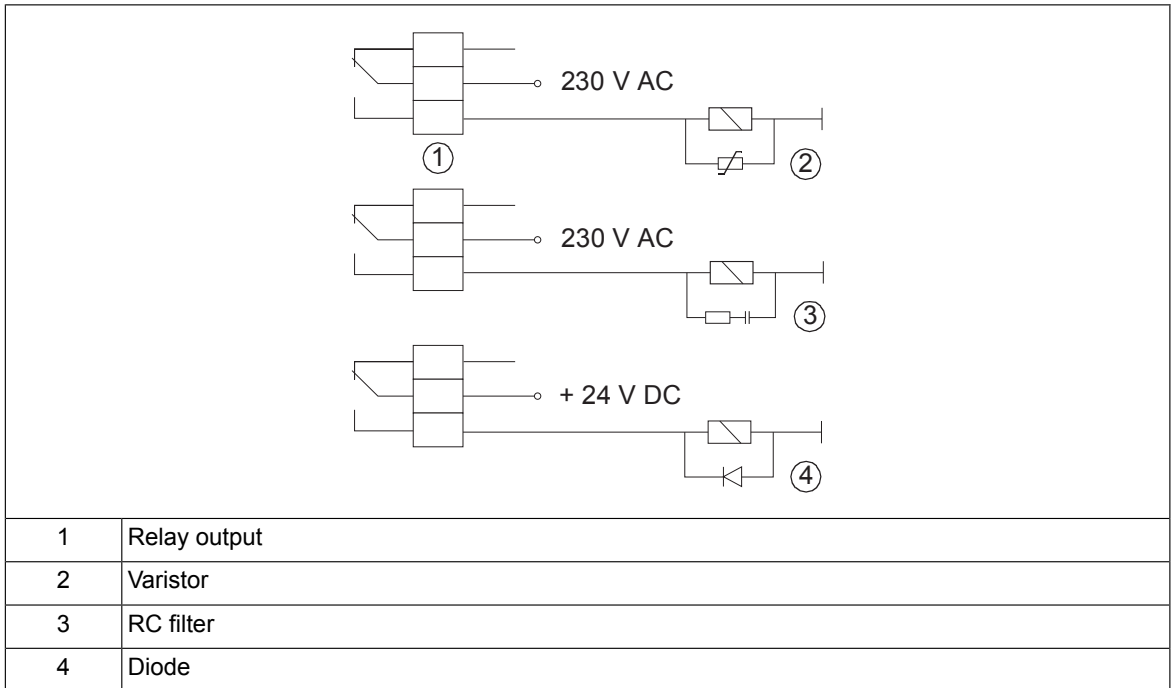 230 V AC
1
2
230 V AC
3
+ 24 V DC
4
1 Relay output
2 Varistor
3 RC filter
4 Diode